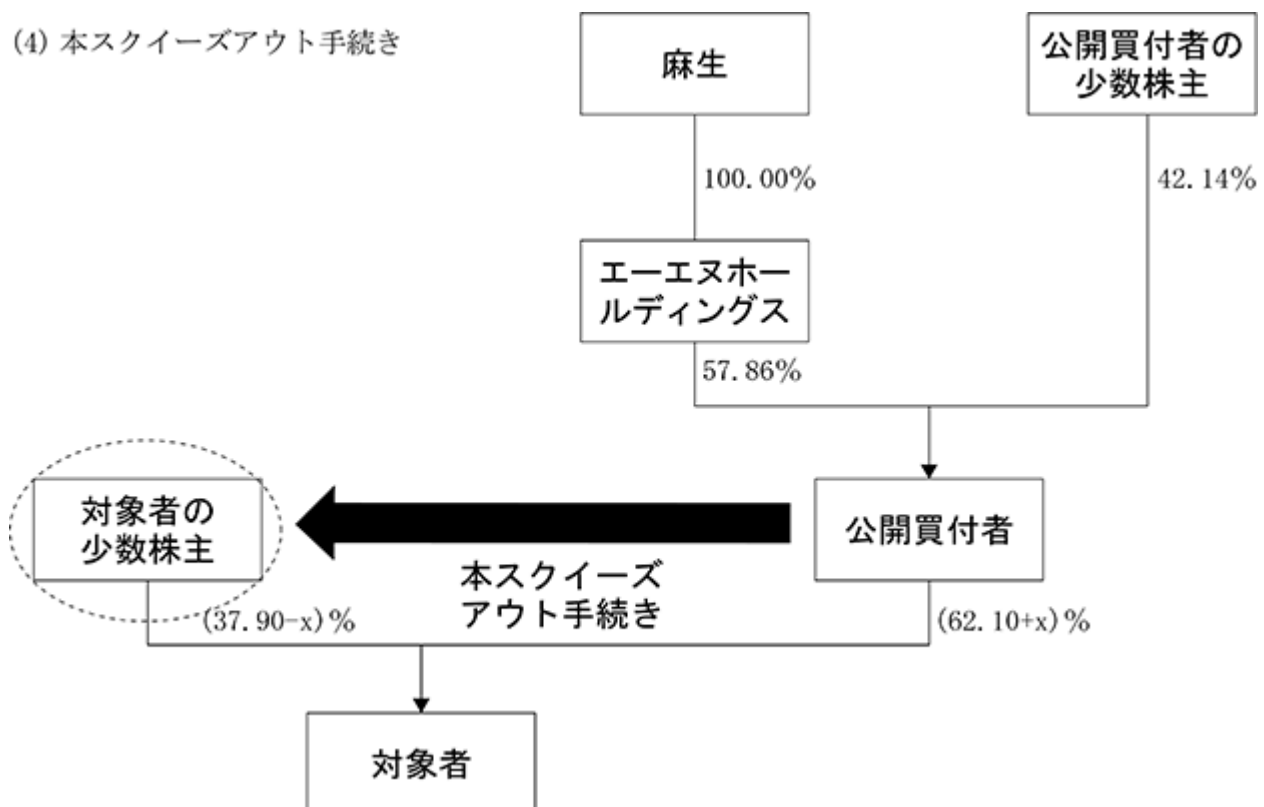 (4) 本スクイーズアウト手続き
麻生
公開買付者の
少数株主
100.00%
42.14%
エーエヌホー
ルディングス
57.86%
対象者の
少数株主
公開買付者
本スクイーズ
アウト手続き
(37.90-x)%
(62.10+x)%
対象者